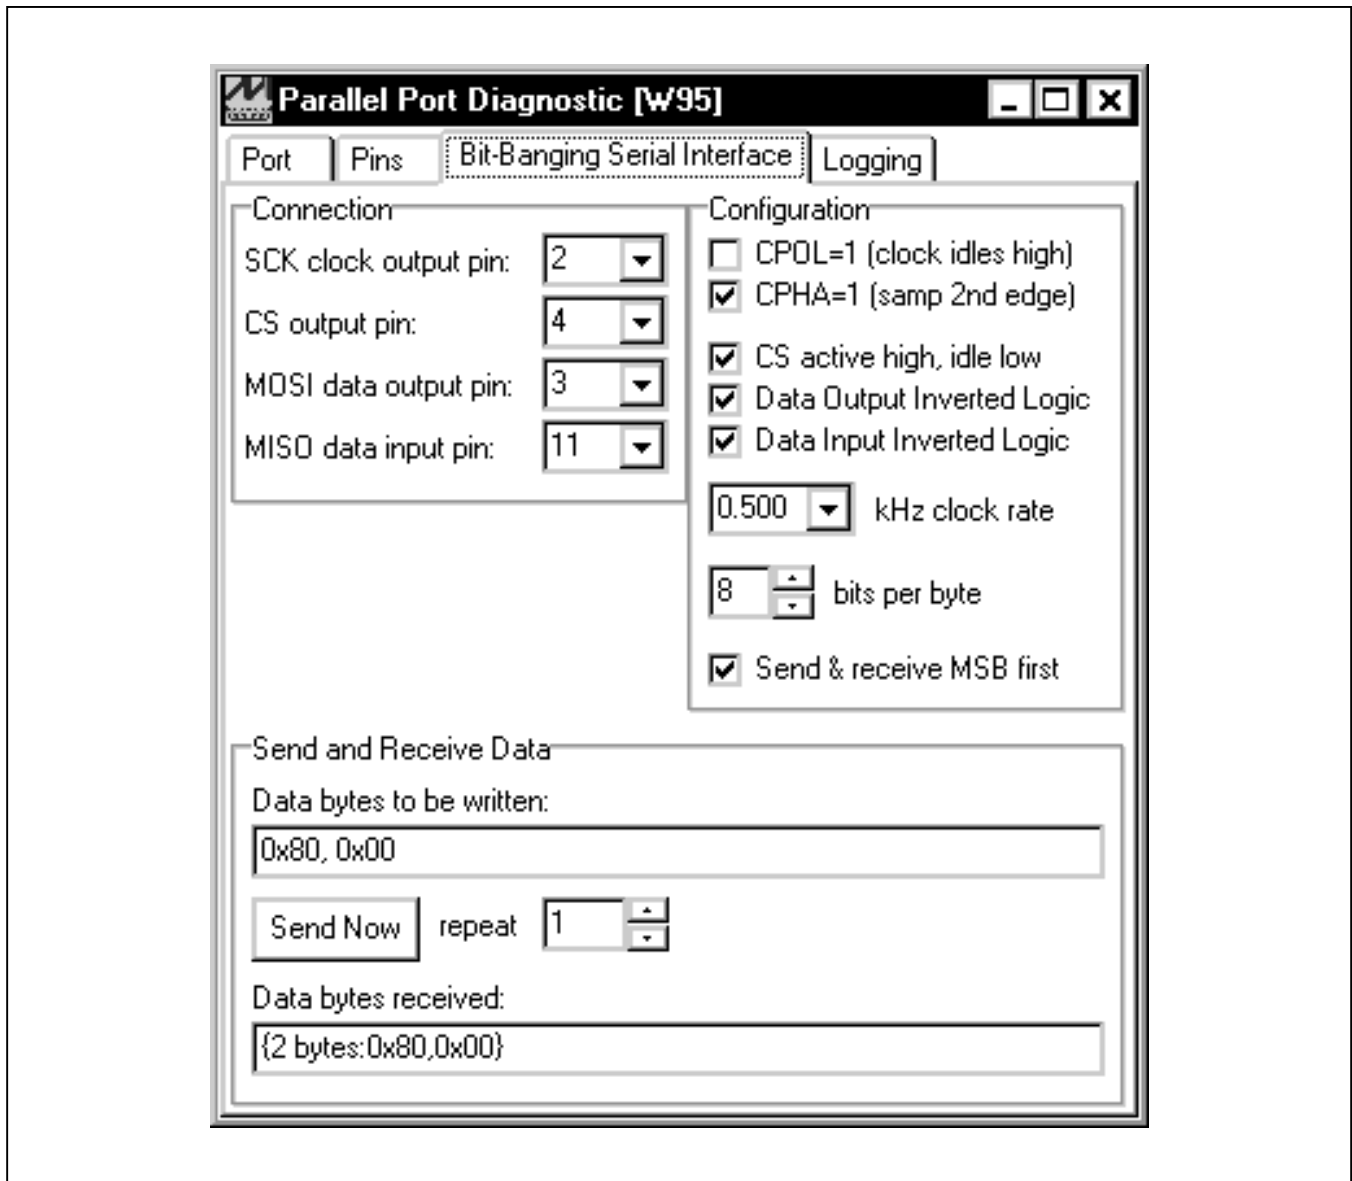 Parallel Port Diagnostic [W95]
Port Pins Bit-Banging Serial Interface Logging
Connection
SCK clock output pin: 2
CS output pin: 4
MOSI data output pin: 3
MISO data input pin: 11
Configuration
CPOL=1 (clock idles high)
CPHA=1 (samp 2nd edge)
CS active high, idle low
Data Output Inverted Logic
Data Input Inverted Logic
0.500 kHz clock rate
8 bits per byte
Send & receive MSB first
Send and Receive Data
Data bytes to be written:
0x80, 0x00
Send Now repeat 1
Data bytes received:
{2 bytes:0x80,0x00}